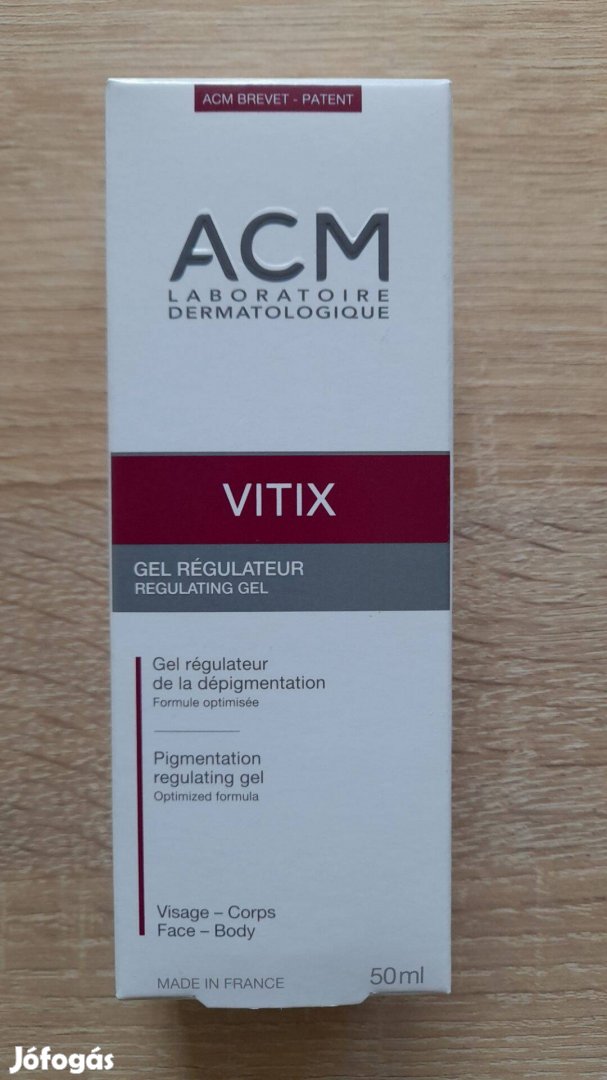 ACM BREVET - PATENT
ACM
LABORATOIRE
DERMATOLOGIQUE
VITIX
GEL RÉGULATEUR
REGULATING GEL
Gel régulateur
de la dépigmentation
Formule optimisée
Pigmentation
regulating gel
Optimized formula
Visage – Corps
Face – Body
MADE IN FRANCE 50ml
Jófogás